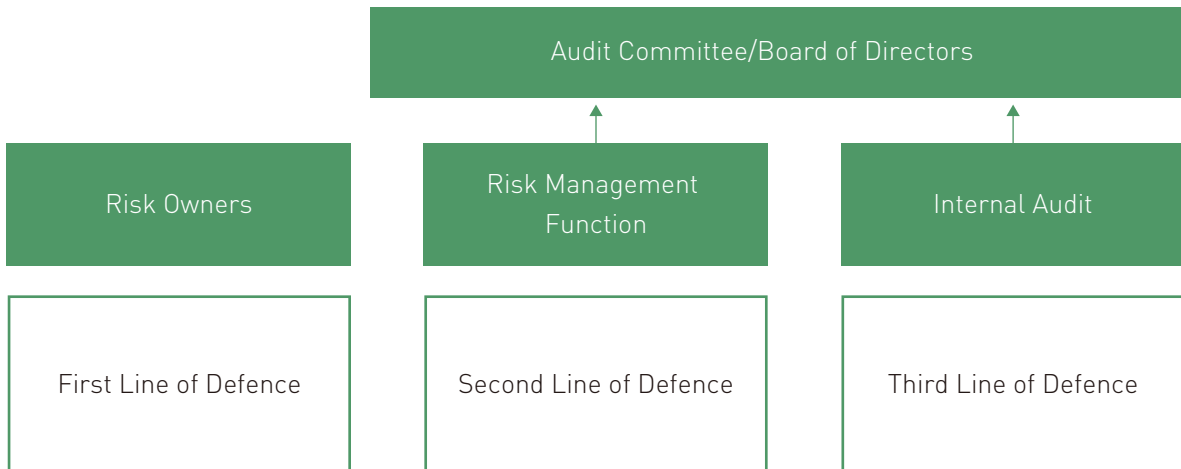 Audit Committee/Board of Directors
Risk Owners
Risk Management
Function
Internal Audit
First Line of Defence
Second Line of Defence
Third Line of Defence